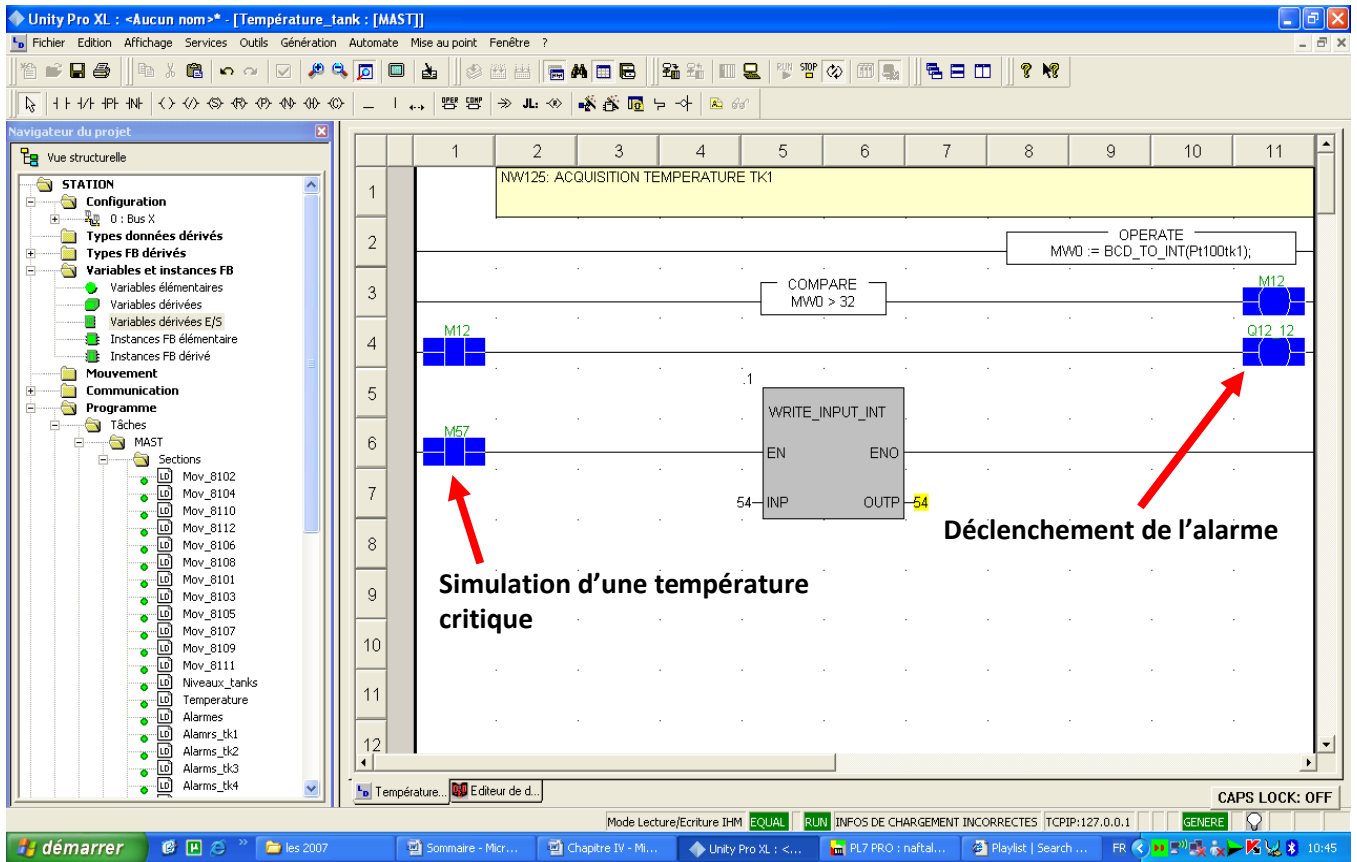 Unity Pro XL : <Aucun nom>* - [Température_tank : [MAST]]
Fichier Edition Affichage Services Outils Génération Automate Mise au point Fenêtre ?
Navigateur du projet
Vue structurelle
STATION
Configuration
0 : Bus X
Types données dérivés
Types FB dérivés
Variables et instances FB
Variables élémentaires
Variables dérivées
Variables dérivées E/S
Instances FB élémentaire
Instances FB dérivé
Mouvement
Communication
Programme
Tâches
MAST
Sections
Mov_8102
Mov_8104
Mov_8110
Mov_8112
Mov_8106
Mov_8108
Mov_8101
Mov_8103
Mov_8105
Mov_8107
Mov_8109
Mov_8111
Niveaux_tanks
Temperature
Alarmes
Alamrs_tk1
Alarms_tk2
Alarms_tk3
Alarms_tk4
1 2 3 4 5 6 7 8 9 10 11
1
NW125: ACQUISITION TEMPERATURE TK1
2
OPERATE
MW0 := BCD_TO_INT(Pt100tk1);
3
COMPARE
MW0 > 32
M12
4
M12
Q12_12
5
.1
WRITE_INPUT_INT
6
M57
EN ENO
7
54 INP OUTP 54
Déclenchement de l'alarme
8
Simulation d'une température
critique
9
10
11
12
Température... Editeur de d...
CAPS LOCK: OFF
Mode Lecture/Ecriture IHM EQUAL RUN INFOS DE CHARGEMENT INCORRECTES TCPIP:127.0.0.1 GENERE
démarrer les 2007 Sommaire - Micr... Chapitre IV - Mi... Unity Pro XL : <... PL7 PRO : naftal... Playlist | Search ... FR 10:45